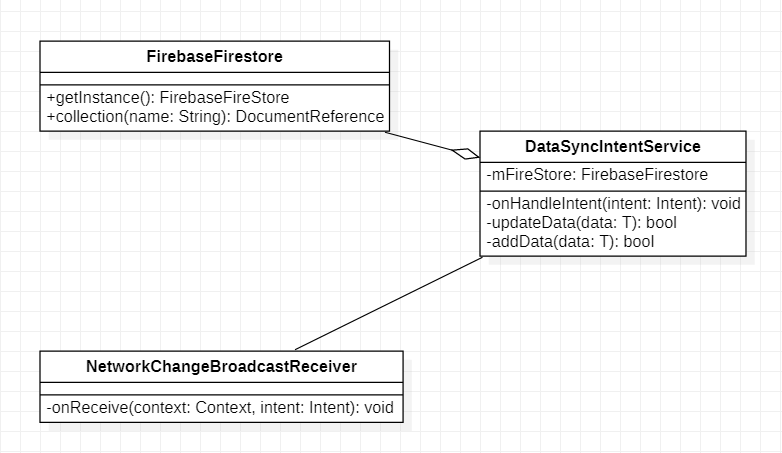 FirebaseFirestore
+getInstance(): FirebaseFireStore
+collection(name: String): DocumentReference
DataSyncIntentService
-mFireStore: FirebaseFirestore
-onHandleIntent(intent: Intent): void
-updateData(data: T): bool
-addData(data: T): bool
NetworkChangeBroadcastReceiver
-onReceive(context: Context, intent: Intent): void